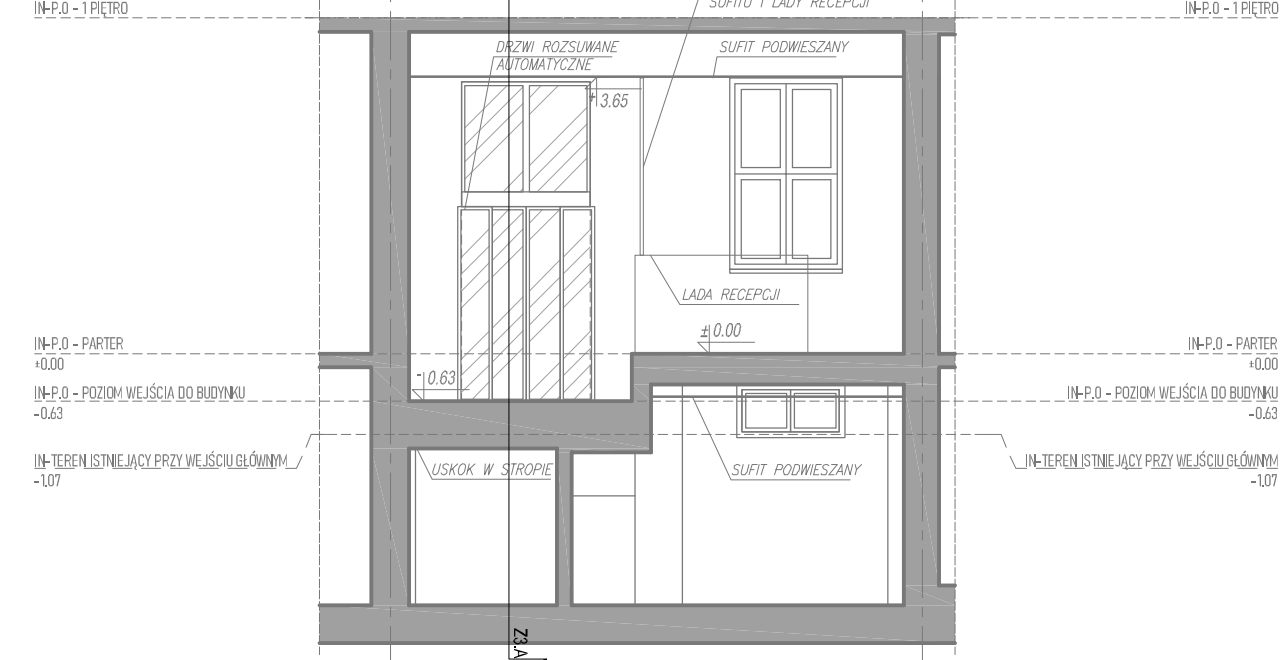 IN-P.0 - 1 PIĘTRO
SUFITU I LADY RECEPCJI
IN-P.0 - 1 PIĘTRO
DRZWI ROZSUWANE
AUTOMATYCZNE
SUFIT PODWIESZANY
+ 3.65
LADA RECEPCJI
± 0.00
IN-P.0 - PARTER
±0.00
IN-P.0 - PARTER
±0.00
- 0.63
IN-P.0 - POZIOM WEJŚCIA DO BUDYNKU
-0.63
IN-P.0 - POZIOM WEJŚCIA DO BUDYNKU
-0.63
IN-TEREN ISTNIEJĄCY PRZY WEJŚCIU GŁÓWNYM
-1.07
USKOK W STROPIE
SUFIT PODWIESZANY
IN-TEREN ISTNIEJĄCY PRZY WEJŚCIU GŁÓWNYM
-1.07
Z3.A